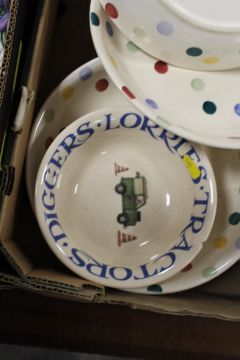 DIGGERS · LORRIES · TRACTORS ·